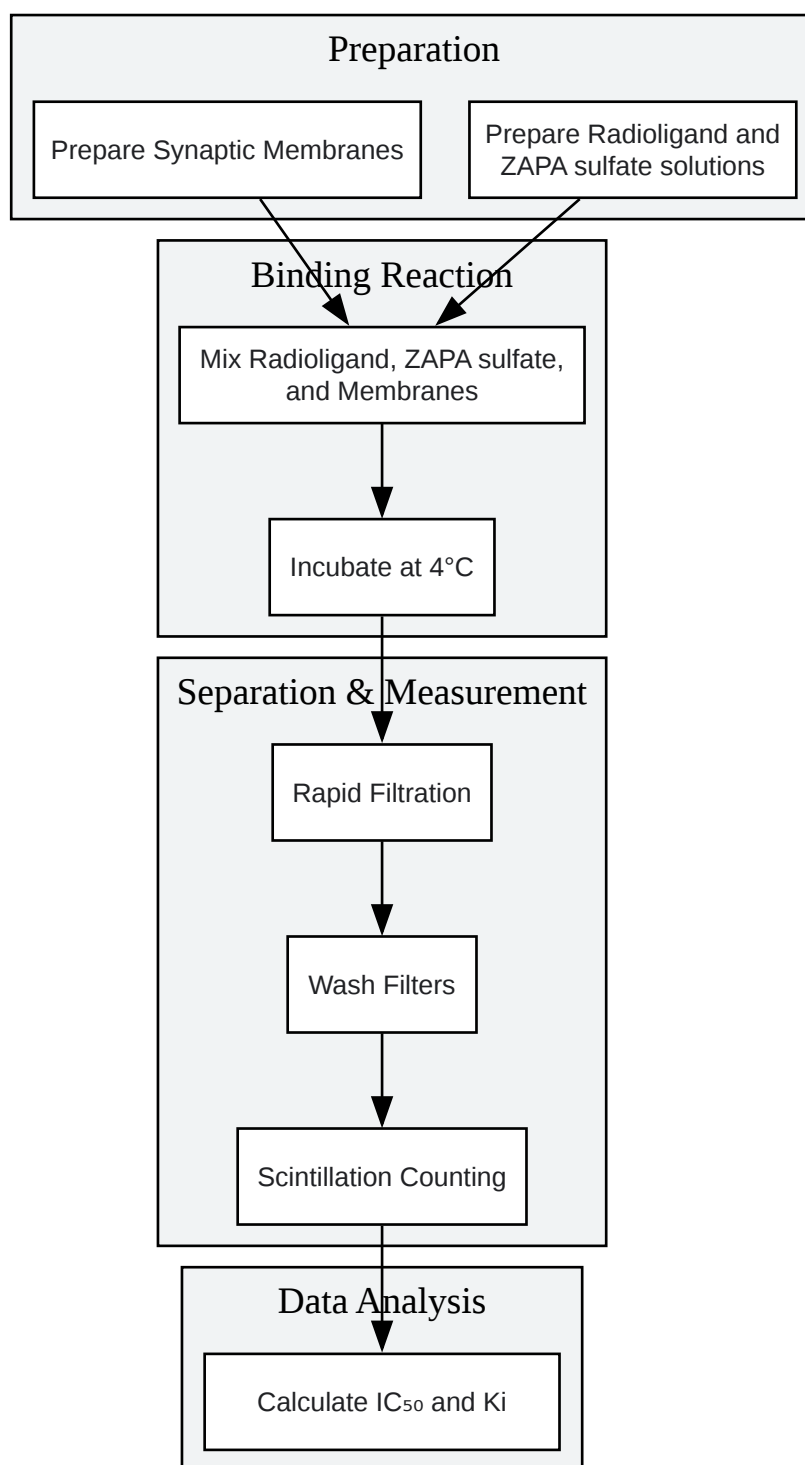 Preparation
Prepare Synaptic Membranes
Prepare Radioligand and
ZAPA sulfate solutions
Binding Reaction
Mix Radioligand, ZAPA sulfate,
and Membranes
Incubate at 4°C
Separation & Measurement
Rapid Filtration
Wash Filters
Scintillation Counting
Data Analysis
Calculate IC₅₀ and Ki